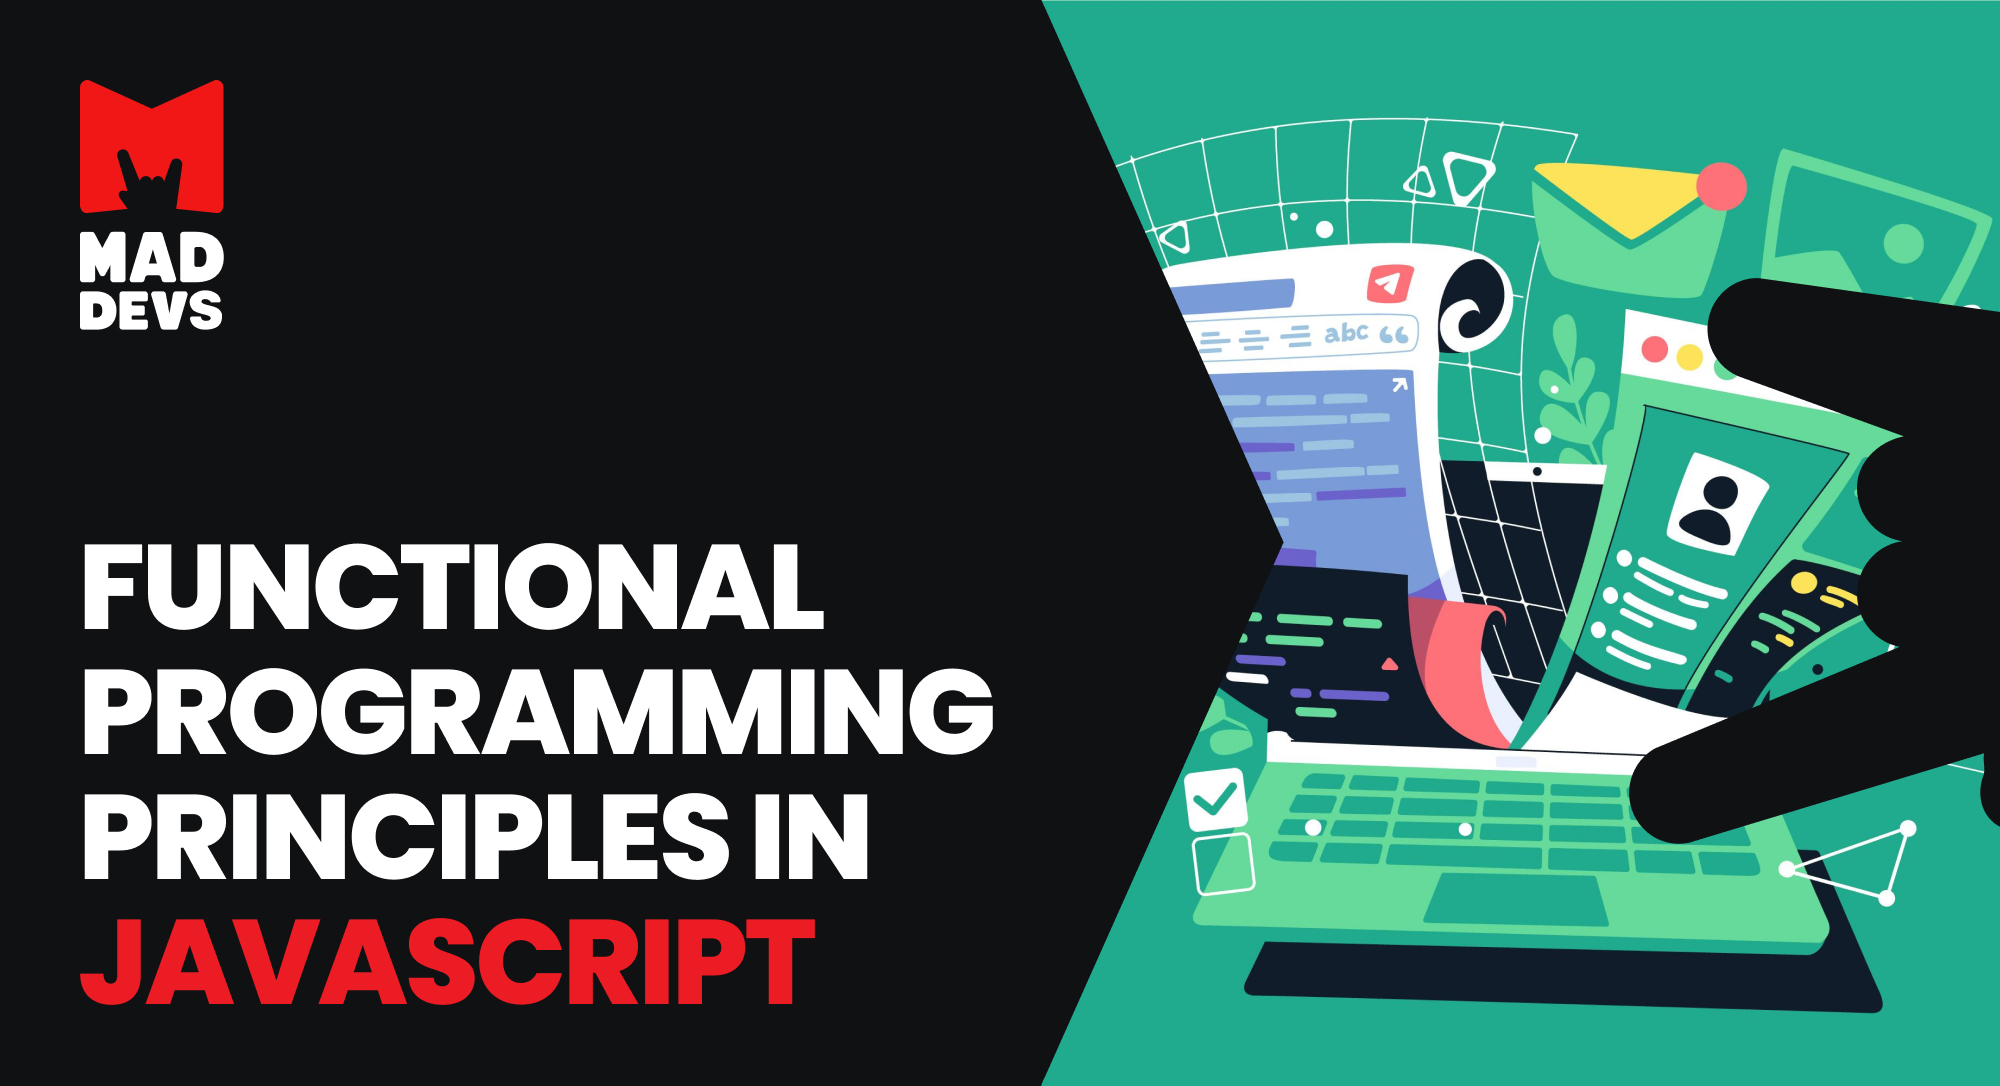 MAD
DEVS
FUNCTIONAL
PROGRAMMING
PRINCIPLES IN
JAVASCRIPT
abc “